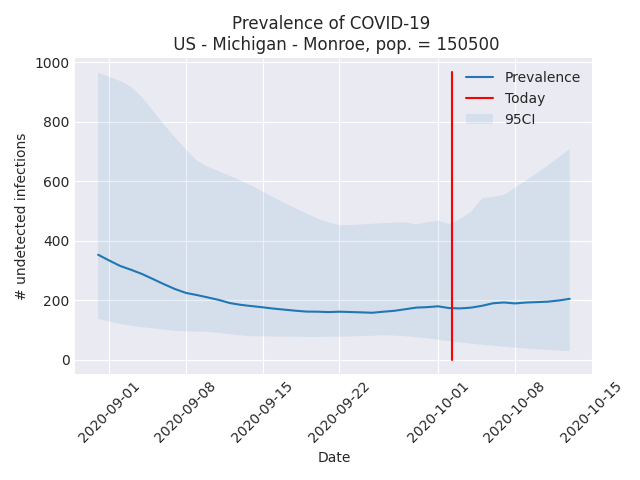 Prevalence of COVID-19
US - Michigan - Monroe, pop. = 150500
1000
800
600
400
200
0
# undetected infections
Prevalence
Today
95CI
2020-09-01
2020-09-08
2020-09-15
2020-09-22
2020-10-01
2020-10-08
2020-10-15
Date